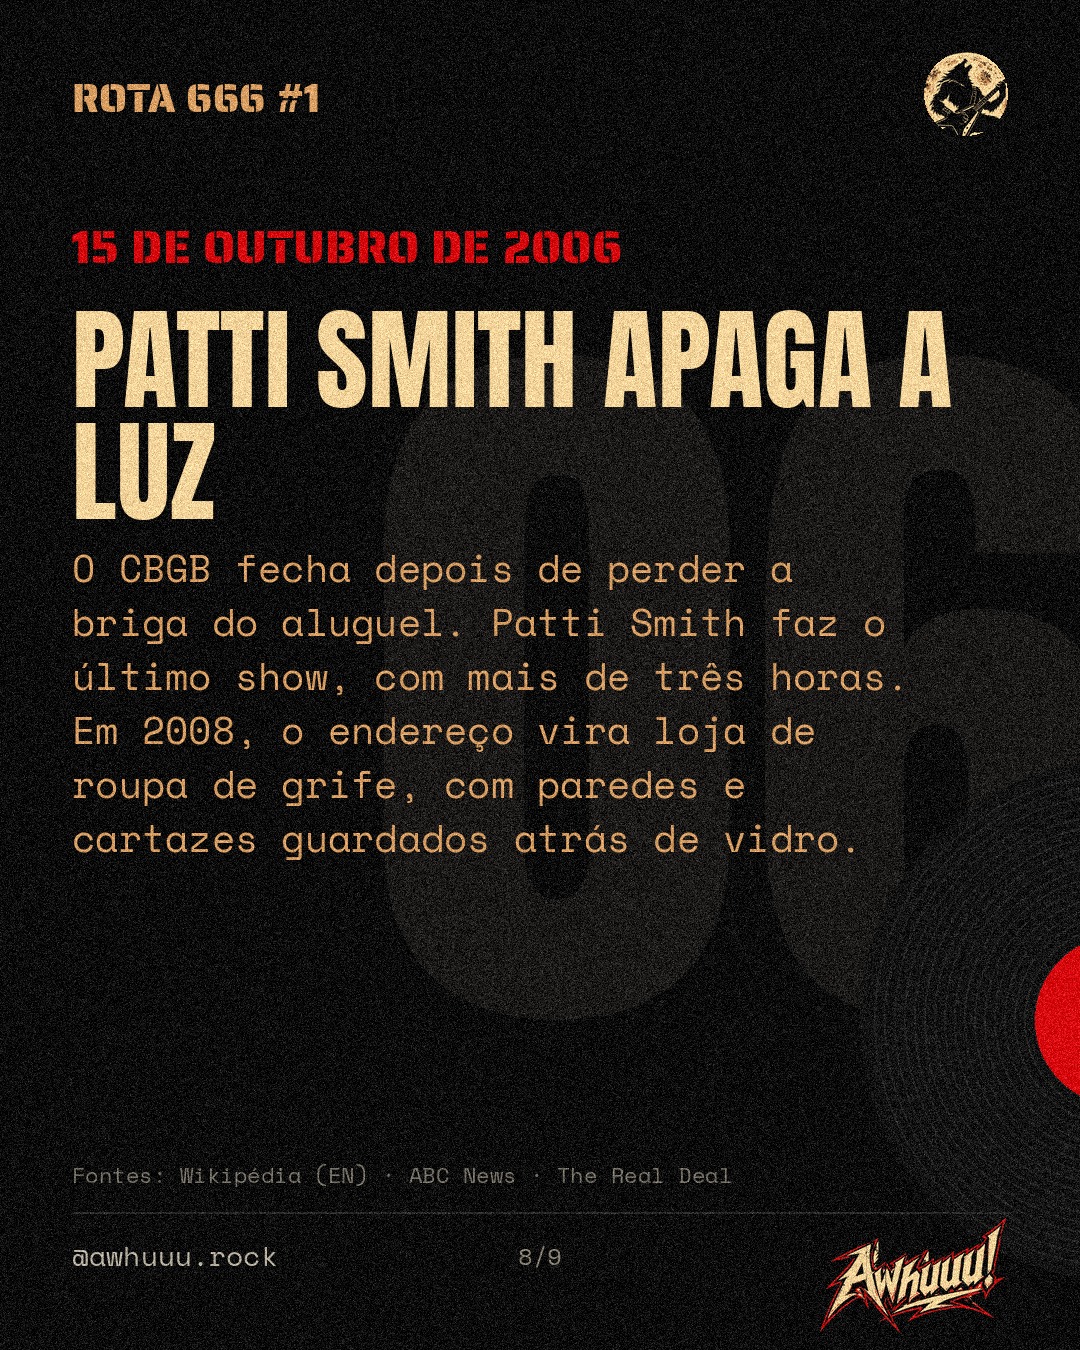 ROTA 666 #1
15 DE OUTUBRO DE 2006
PATTI SMITH APAGA A
LUZ
06
O CBGB fecha depois de perder a
briga do aluguel. Patti Smith faz o
último show, com mais de três horas.
Em 2008, o endereço vira loja de
roupa de grife, com paredes e
cartazes guardados atrás de vidro.
Fontes: Wikipédia (EN) · ABC News · The Real Deal
@awhuuu.rock
8/9
Awhuuu!